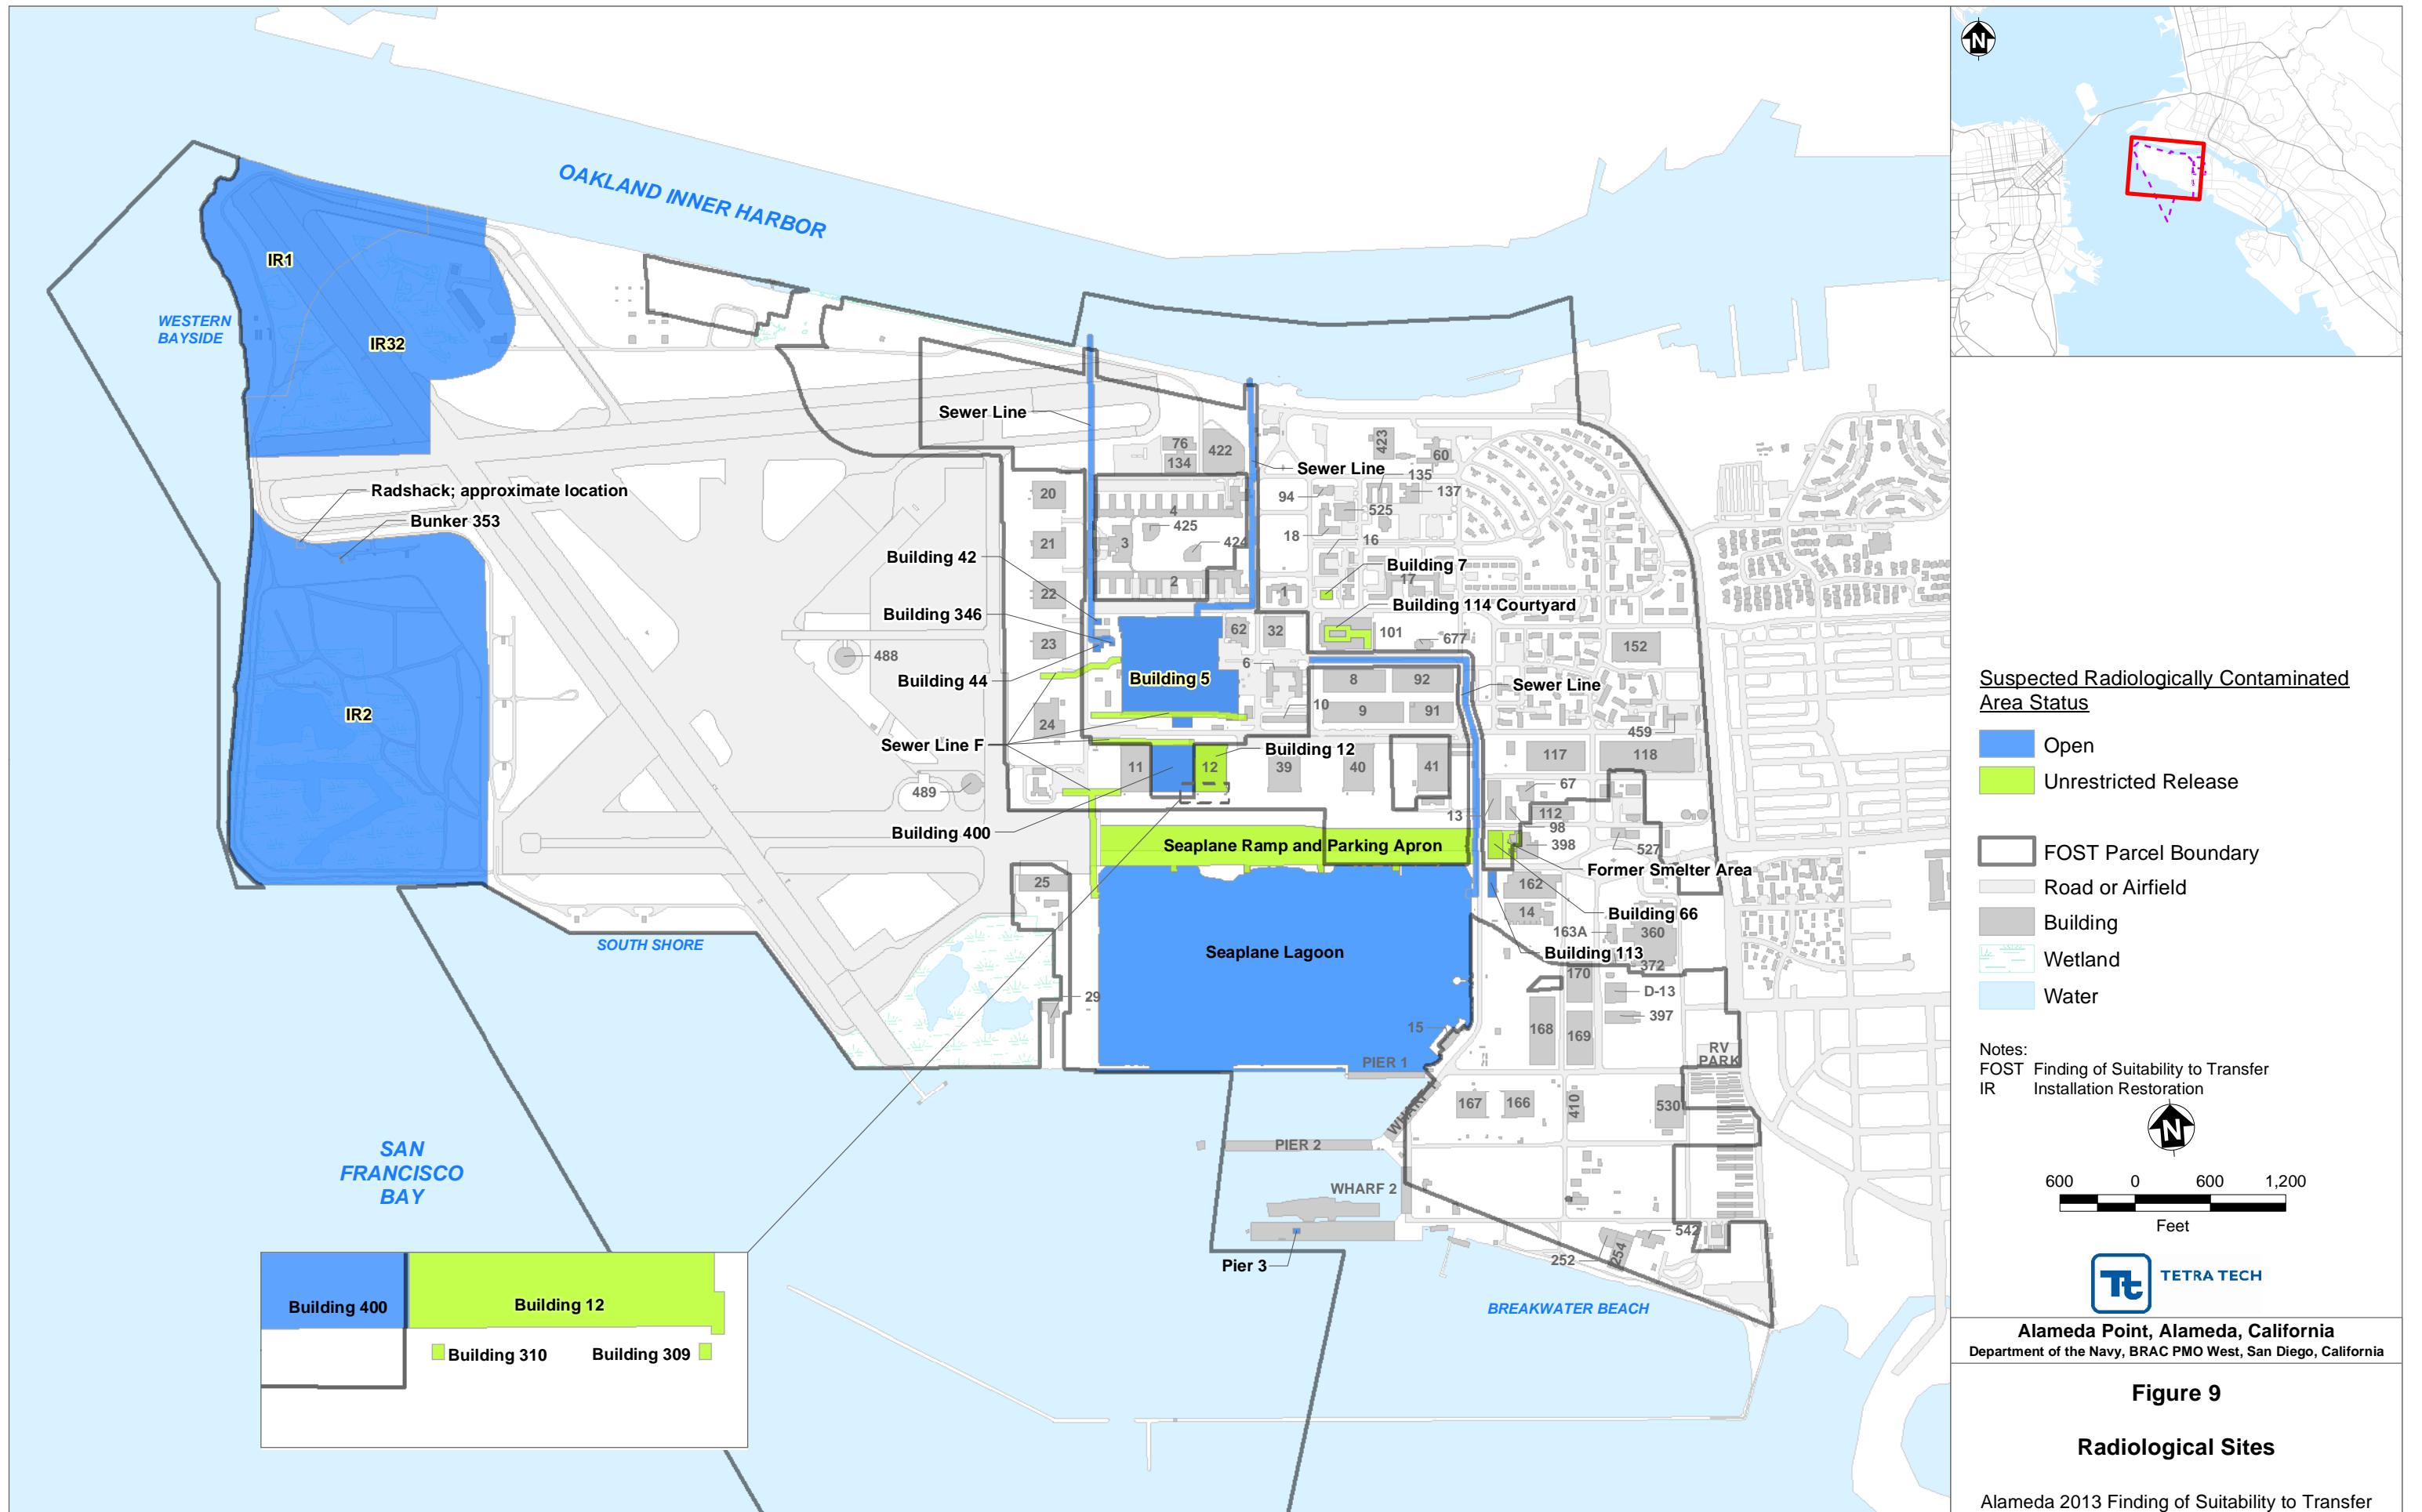 OAKLAND INNER HARBOR
WESTERN
BAYSIDE
IR1
IR32
IR2
Radshack; approximate location
Bunker 353
Sewer Line
Sewer Line
76
134
422
423
60
135
137
94
525
18
16
20
21
22
23
24
4
425
3
424
2
1
17
Building 42
Building 346
Building 44
Building 5
Building 7
Building 114 Courtyard
101
677
62
32
6
152
8
92
9
91
10
Sewer Line
459
488
489
Sewer Line F
Building 12
11
12
39
40
41
117
118
67
13
112
98
398
527
Building 400
Seaplane Ramp and Parking Apron
Former Smelter Area
25
162
14
Building 66
163A
360
Building 113
372
170
D-13
397
168
169
Seaplane Lagoon
SOUTH SHORE
29
15
PIER 1
RV
PARK
WHARF 1
167
166
410
530
SAN
FRANCISCO
BAY
PIER 2
WHARF 2
Pier 3
542
252
254
BREAKWATER BEACH
Building 400
Building 12
Building 310
Building 309
N
Suspected Radiologically Contaminated
Area Status
Open
Unrestricted Release
FOST Parcel Boundary
Road or Airfield
Building
Wetland
Water
Notes:
FOST Finding of Suitability to Transfer
IR Installation Restoration
N
600 0 600 1,200
Feet
Tt TETRA TECH
Alameda Point, Alameda, California
Department of the Navy, BRAC PMO West, San Diego, California
Figure 9
Radiological Sites
Alameda 2013 Finding of Suitability to Transfer